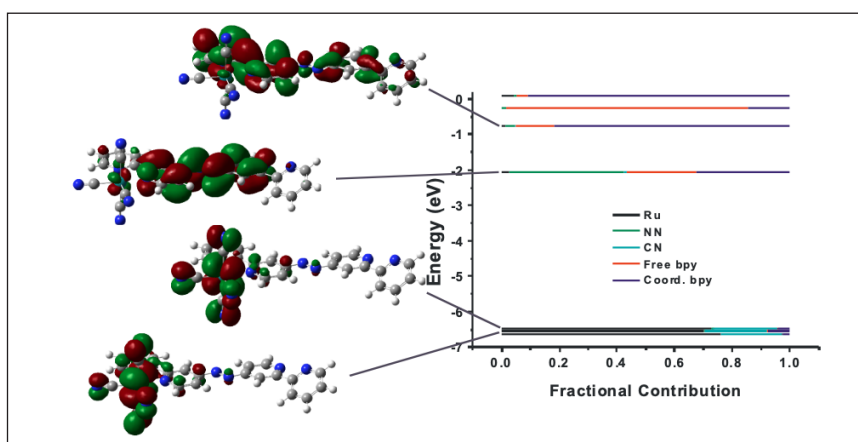 0
-1
-2
-3
-4
-5
-6
-7
Energy (eV)
Ru
NN
CN
Free bpy
Coord. bpy
0.0 0.2 0.4 0.6 0.8 1.0
Fractional Contribution